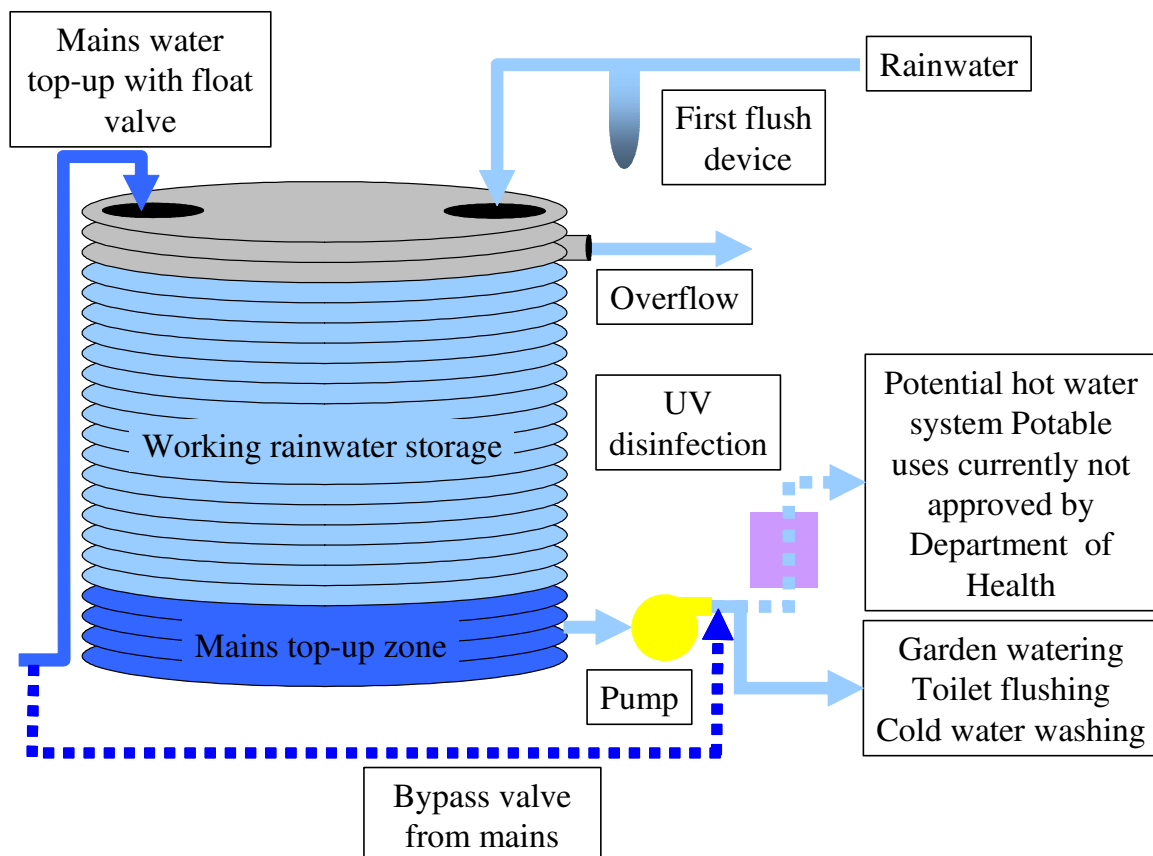 Mains water
top-up with float
valve
Rainwater
First flush
device
Overflow
Working rainwater storage
UV
disinfection
Potential hot water
system Potable
uses currently not
approved by
Department of
Health
Mains top-up zone
Pump
Garden watering
Toilet flushing
Cold water washing
Bypass valve
from mains